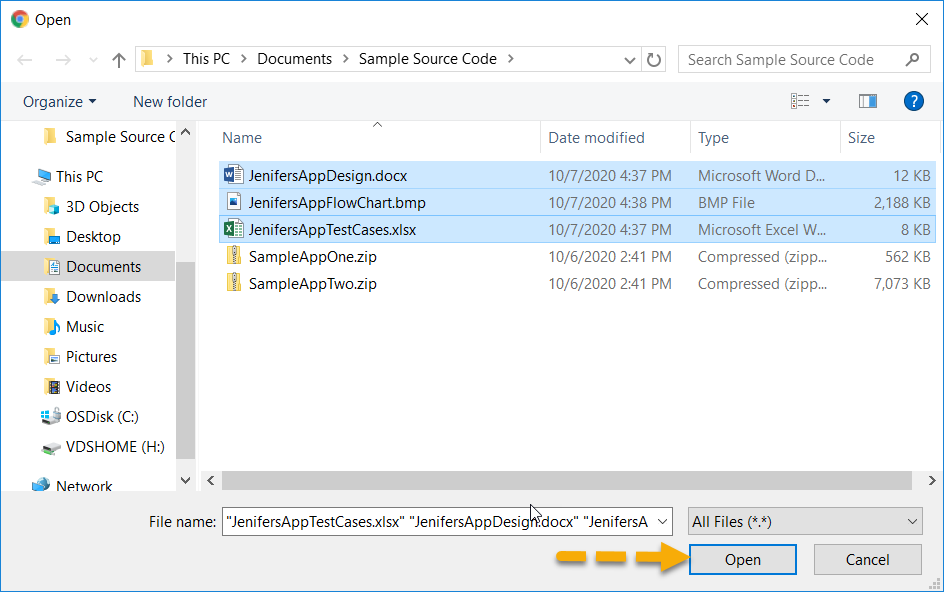 Open
This PC > Documents > Sample Source Code >
Search Sample Source Code
Organize
New folder
?
Name
Date modified
Type
Size
Sample Source C
This PC
3D Objects
Desktop
Documents
Downloads
Music
Pictures
Videos
OSDisk (C:)
VDSHOME (H:)
Network
JenifersAppDesign.docx 10/7/2020 4:37 PM Microsoft Word D... 12 KB
JenifersAppFlowChart.bmp 10/7/2020 4:38 PM BMP File 2,188 KB
JenifersAppTestCases.xlsx 10/7/2020 4:37 PM Microsoft Excel W... 8 KB
SampleAppOne.zip 10/6/2020 2:41 PM Compressed (zipp... 562 KB
SampleAppTwo.zip 10/6/2020 2:41 PM Compressed (zipp... 7,073 KB
File name: "JenifersAppTestCases.xlsx" "JenifersAppDesign.docx" "JenifersA
All Files (*.*)
Open
Cancel